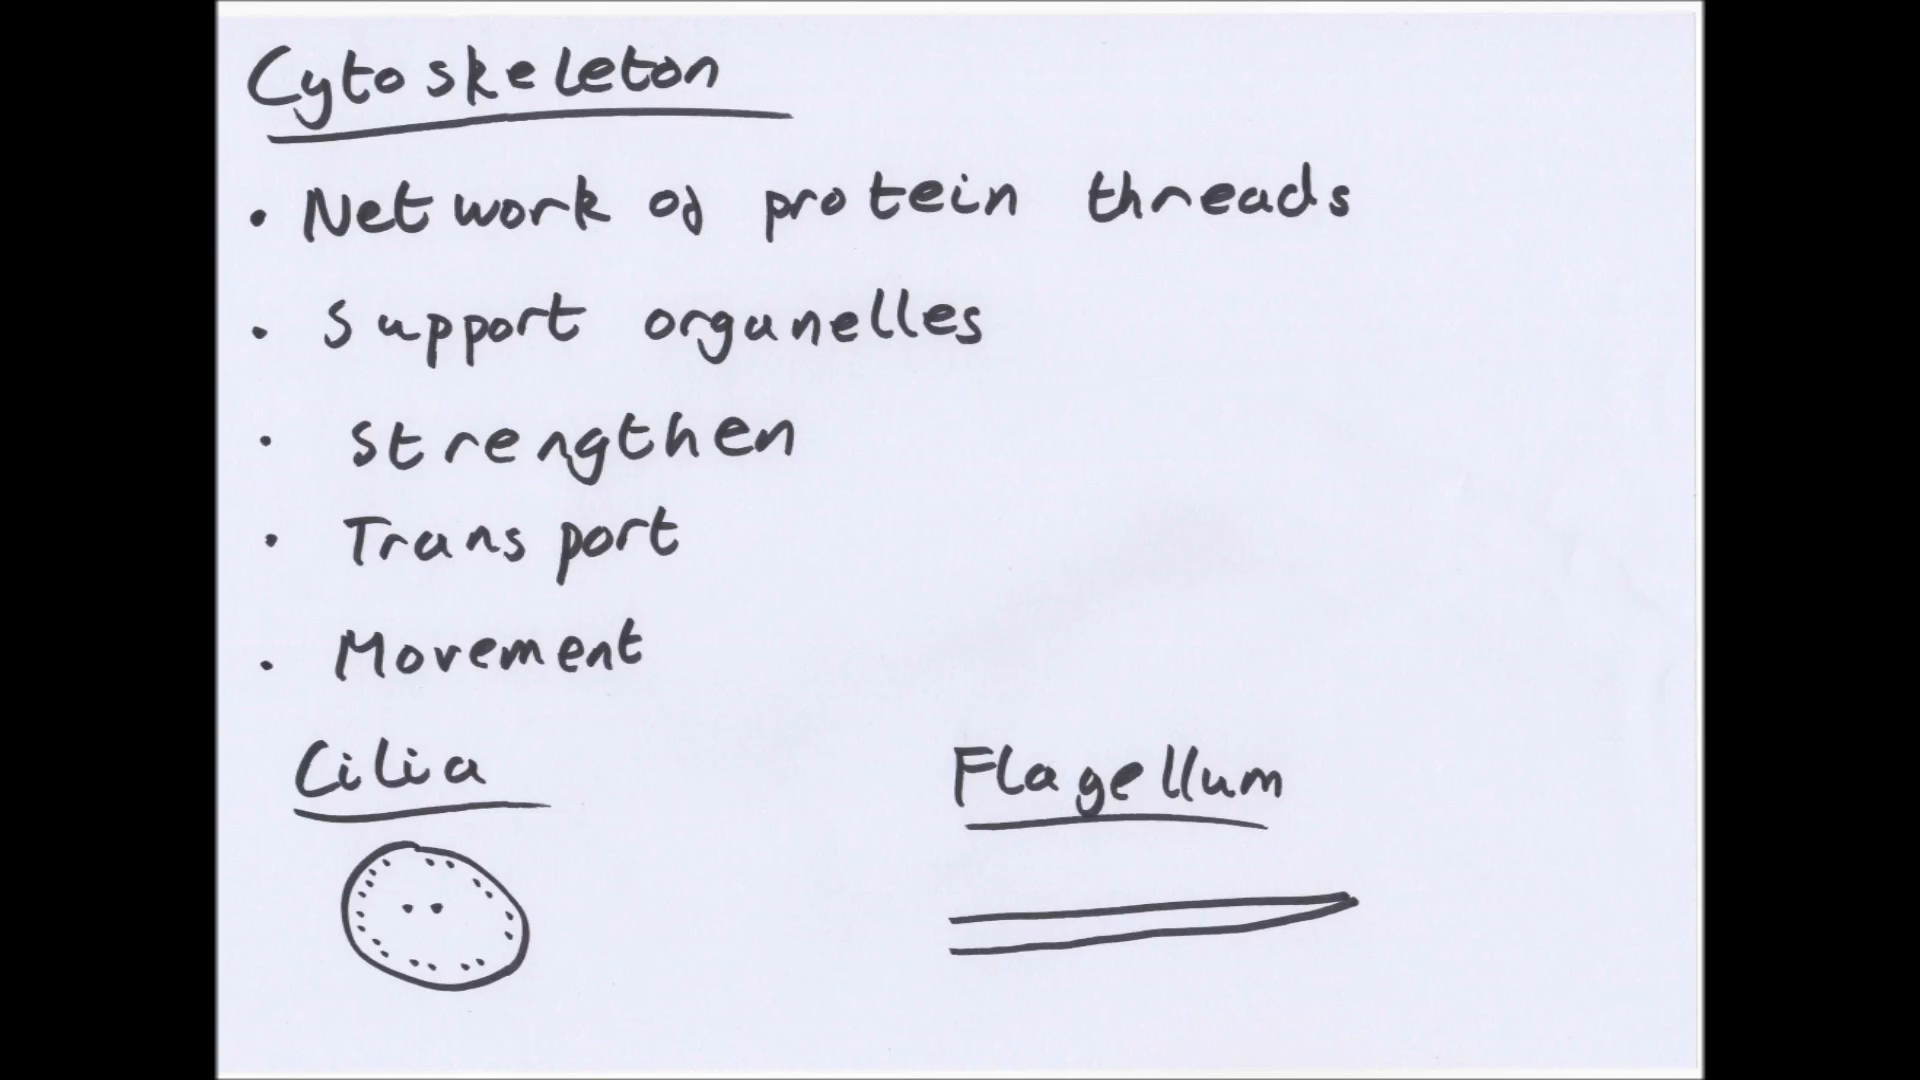 Cytoskeleton
• Network of protein threads
• Support organelles
• Strengthen
• Transport
• Movement
Cilia
Flagellum